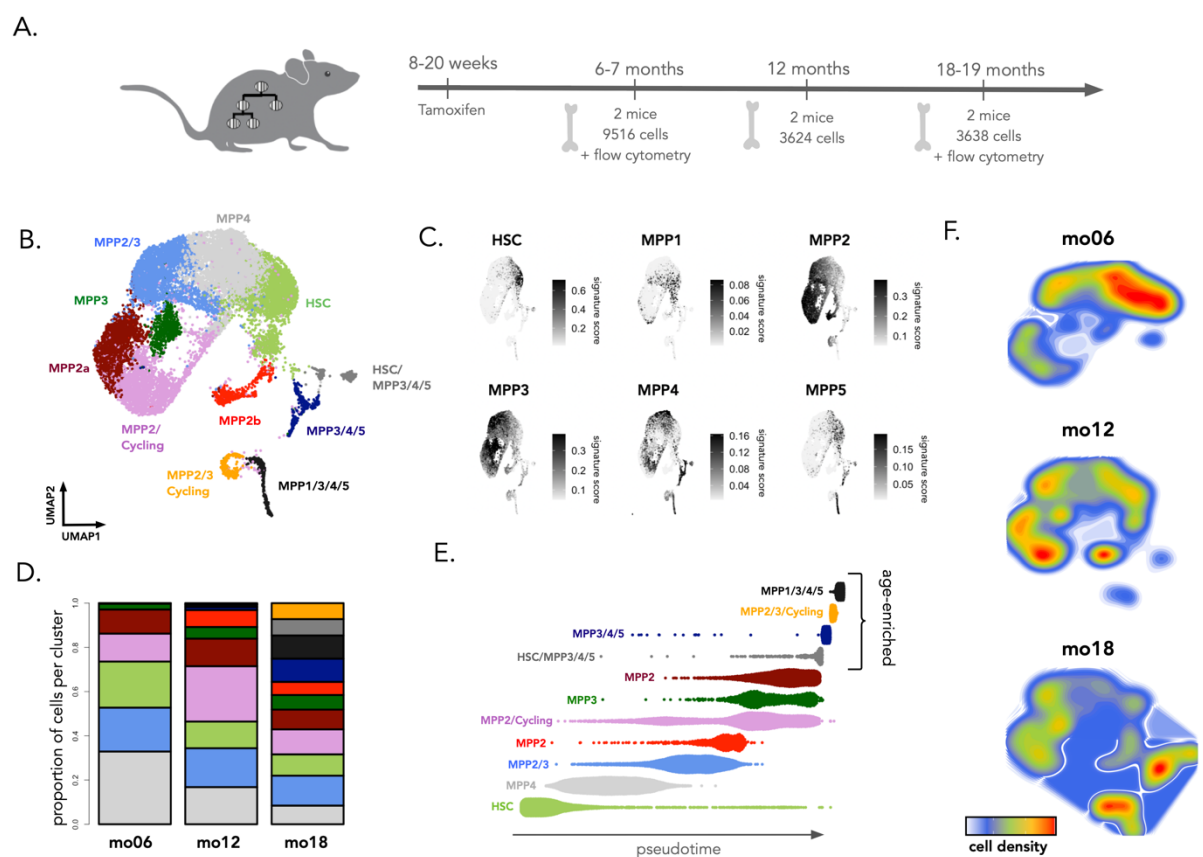 A.
8-20 weeks
6-7 months
12 months
18-19 months
Tamoxifen
2 mice
9516 cells
+ flow cytometry
2 mice
3624 cells
2 mice
3638 cells
+ flow cytometry
B.
MPP4
MPP2/3
MPP3
HSC
MPP2a
HSC/
MPP3/4/5
MPP2b
MPP2/
Cycling
MPP3/4/5
MPP2/3
Cycling
MPP1/3/4/5
UMAP2
UMAP1
C.
HSC
signature score
0.6
0.4
0.2
MPP1
signature score
0.08
0.06
0.04
0.02
MPP2
signature score
0.3
0.2
0.1
MPP3
signature score
0.3
0.2
0.1
MPP4
signature score
0.16
0.12
0.08
0.04
MPP5
signature score
0.15
0.10
0.05
D.
proportion of cells per cluster
1.0
0.8
0.6
0.4
0.2
0.0
mo06
mo12
mo18
E.
MPP1/3/4/5
MPP2/3/Cycling
MPP3/4/5
HSC/MPP3/4/5
age-enriched
MPP2
MPP3
MPP2/Cycling
MPP2
MPP2/3
MPP4
HSC
pseudotime
F.
mo06
mo12
mo18
cell density